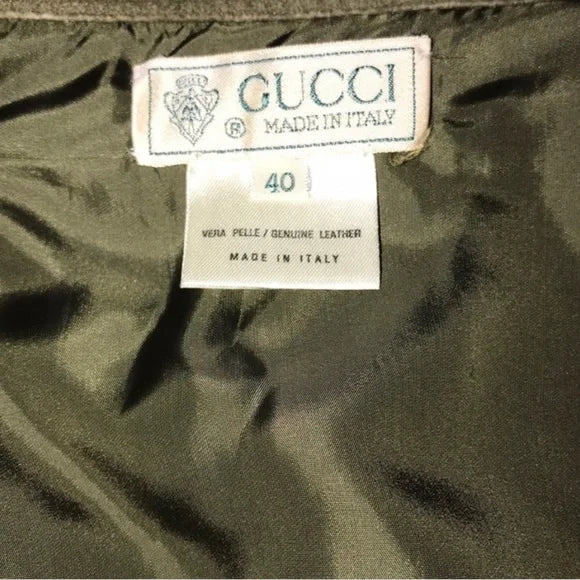 GUCCI
® MADE IN ITALY
40
VERA PELLE / GENUINE LEATHER
MADE IN ITALY